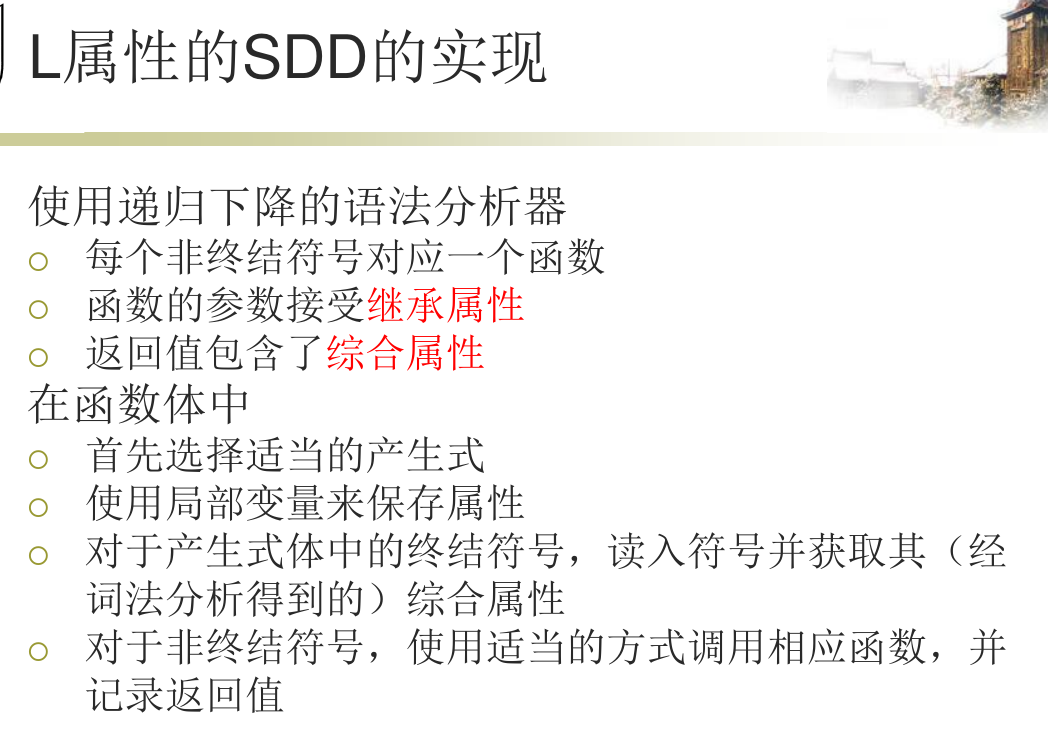 L属性的SDD的实现
使用递归下降的语法分析器
每个非终结符号对应一个函数
函数的参数接受继承属性
返回值包含了综合属性
在函数体中
首先选择适当的产生式
使用局部变量来保存属性
对于产生式体中的终结符号，读入符号并获取其（经
词法分析得到的）综合属性
对于非终结符号，使用适当的方式调用相应函数，并
记录返回值